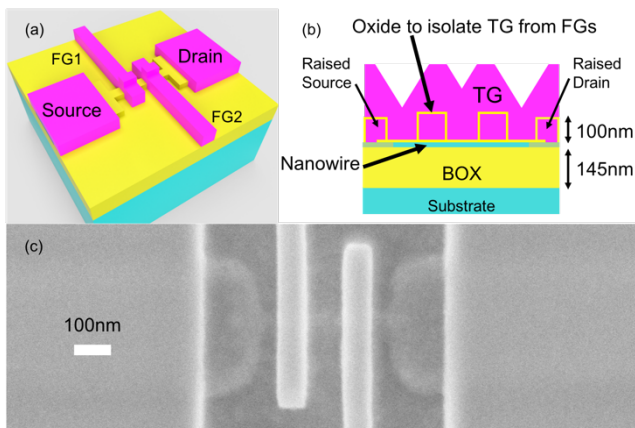 (a)
FG1
Drain
Source
FG2
(b)
Oxide to isolate TG from FGs
Raised
Source
Raised
Drain
TG
100nm
Nanowire
BOX
145nm
Substrate
(c)
100nm